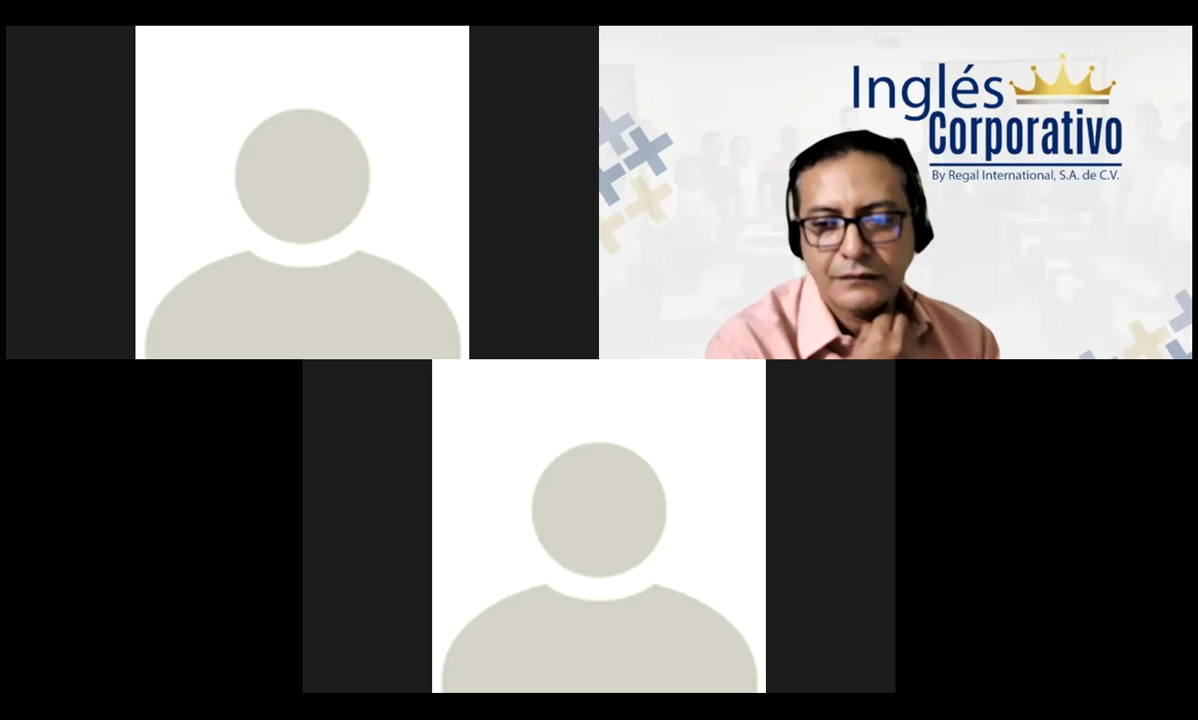 Inglés
Corporativo
By Regal International, S.A. de C.V.